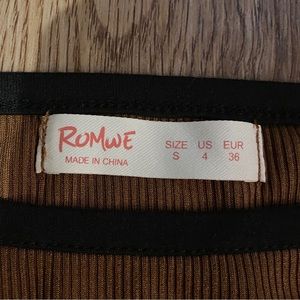 ROMWE
MADE IN CHINA
SIZE US EUR
S 4 36